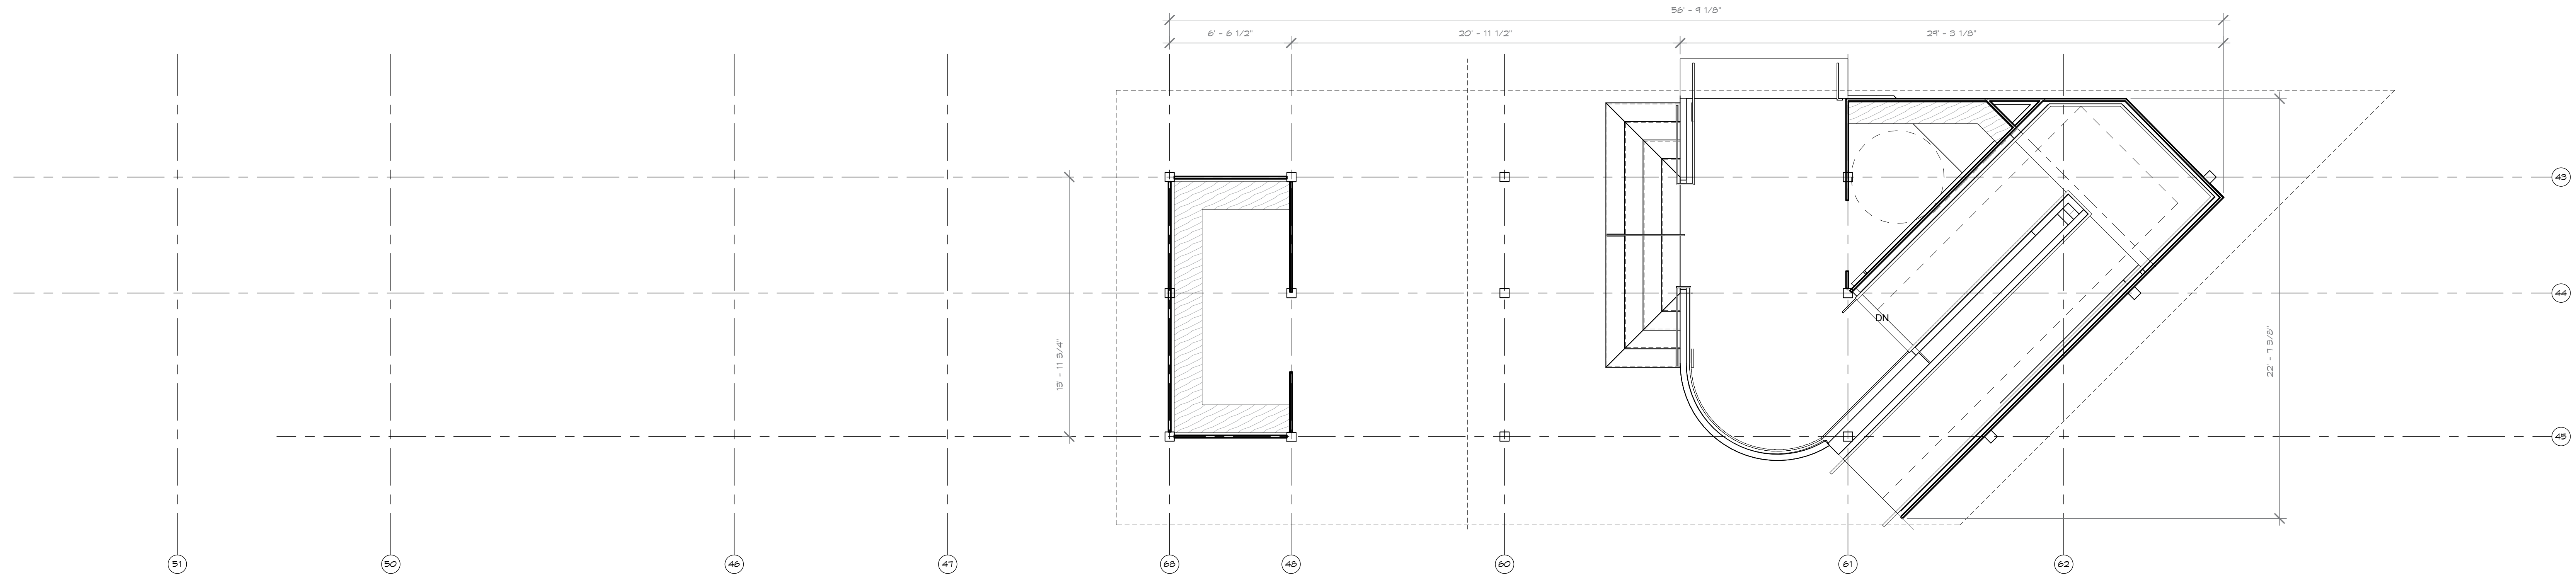 56' - 9 1/8"
6' - 6 1/2"
20' - 11 1/2"
29' - 3 1/8"
43
44
DN
13' - 11 3/4"
22' - 7 3/8"
45
51
50
46
47
68
48
60
61
62